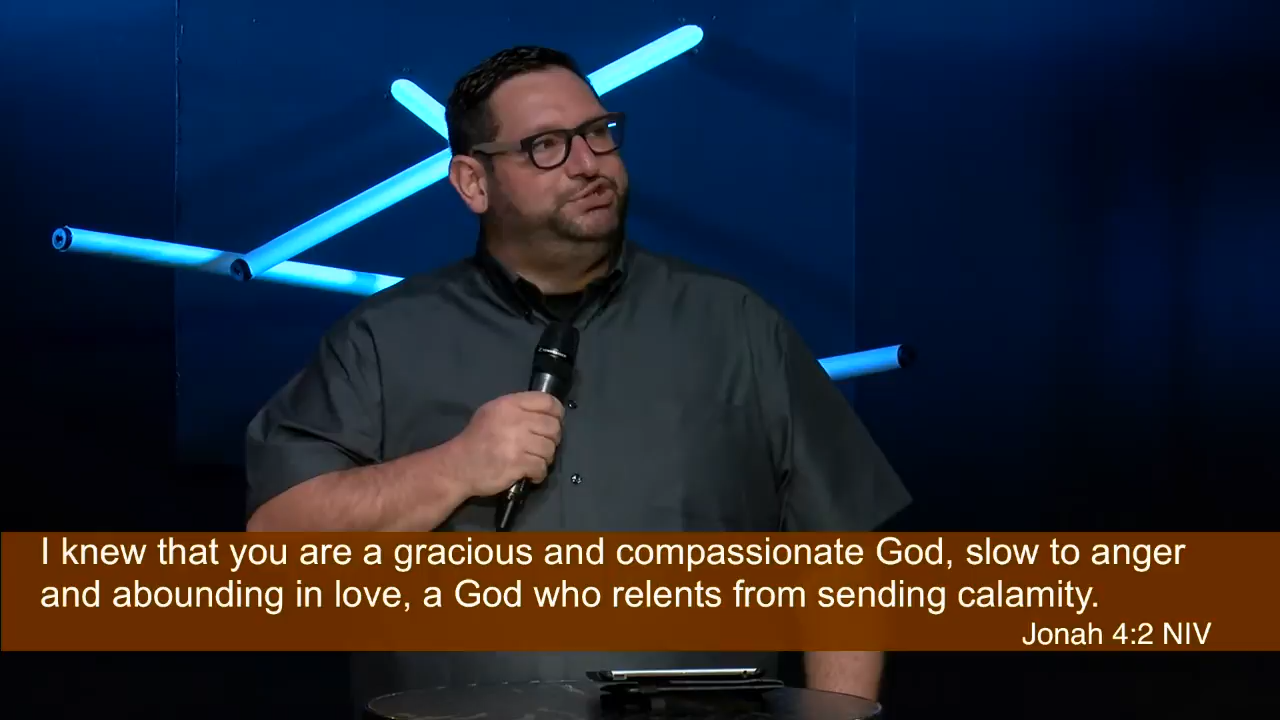 I knew that you are a gracious and compassionate God, slow to anger
and abounding in love, a God who relents from sending calamity.
Jonah 4:2 NIV